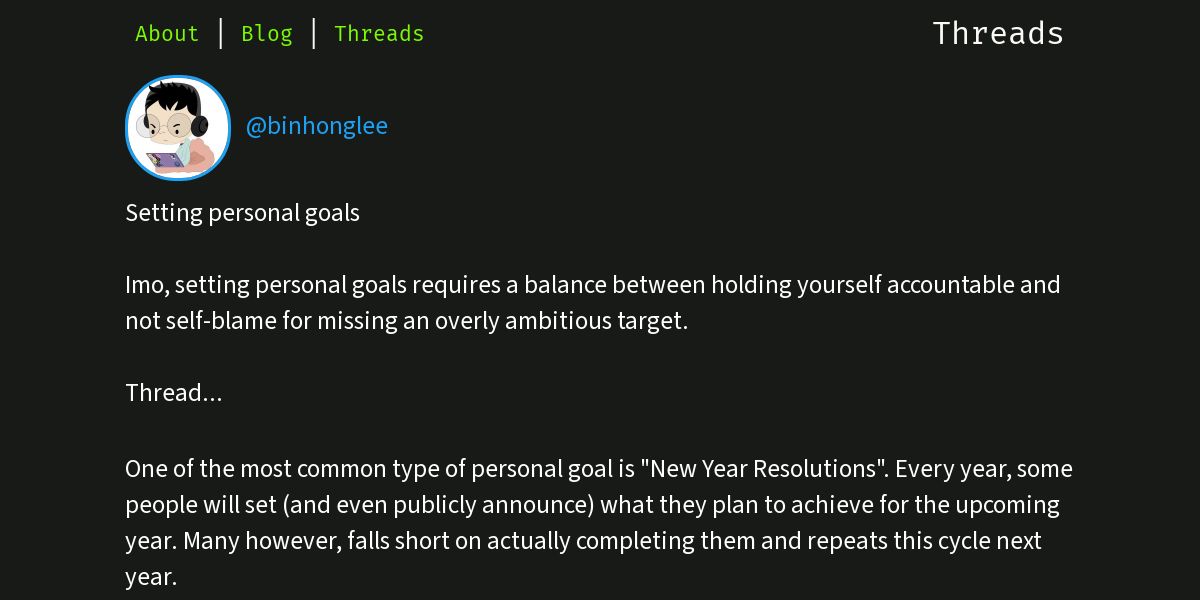 About | Blog | Threads
Threads
@binhonglee
Setting personal goals
Imo, setting personal goals requires a balance between holding yourself accountable and
not self-blame for missing an overly ambitious target.
Thread...
One of the most common type of personal goal is "New Year Resolutions". Every year, some
people will set (and even publicly announce) what they plan to achieve for the upcoming
year. Many however, falls short on actually completing them and repeats this cycle next
year.